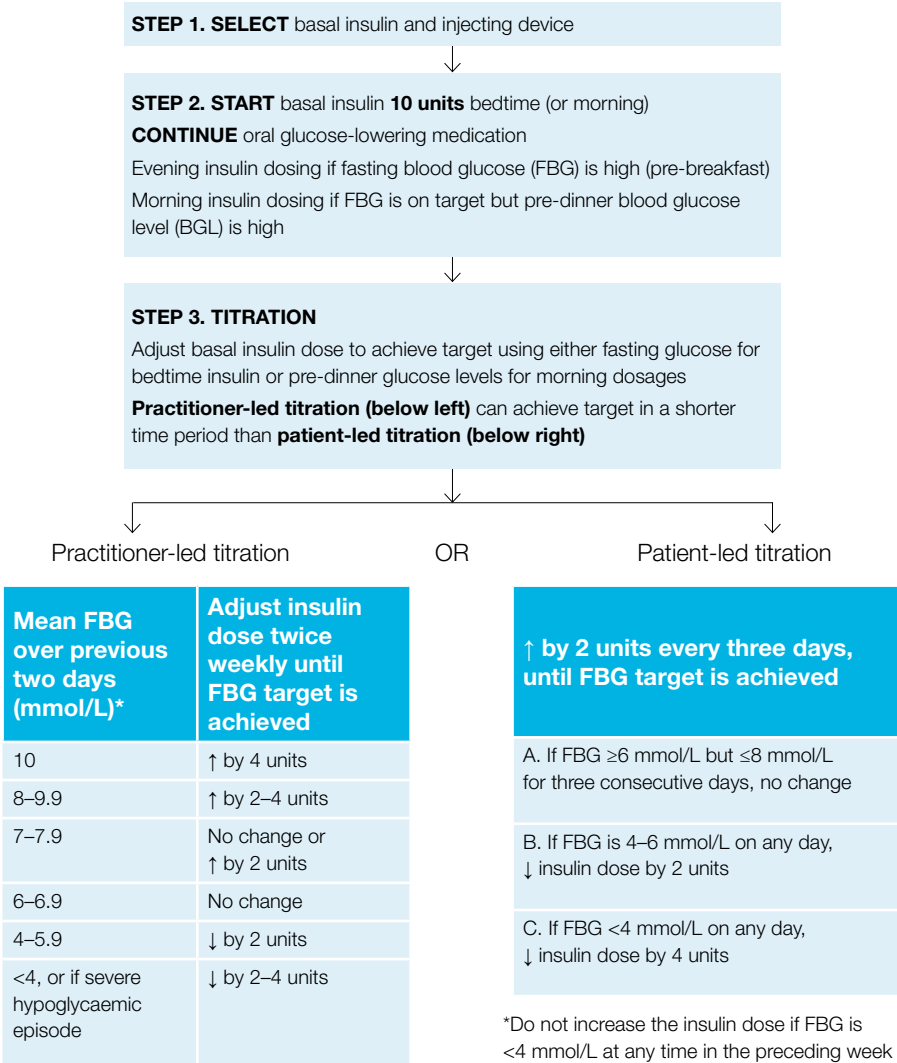 STEP 1. SELECT basal insulin and injecting device
STEP 2. START basal insulin 10 units bedtime (or morning)
CONTINUE oral glucose-lowering medication
Evening insulin dosing if fasting blood glucose (FBG) is high (pre-breakfast)
Morning insulin dosing if FBG is on target but pre-dinner blood glucose
level (BGL) is high
STEP 3. TITRATION
Adjust basal insulin dose to achieve target using either fasting glucose for
bedtime insulin or pre-dinner glucose levels for morning dosages
Practitioner-led titration (below left) can achieve target in a shorter
time period than patient-led titration (below right)
Practitioner-led titration
OR
Patient-led titration
Mean FBG
over previous
two days
(mmol/L)*
Adjust insulin
dose twice
weekly until
FBG target is
achieved
10
↑ by 4 units
8–9.9
↑ by 2–4 units
7–7.9
No change or
↑ by 2 units
6–6.9
No change
4–5.9
↓ by 2 units
<4, or if severe
hypoglycaemic
episode
↓ by 2–4 units
↑ by 2 units every three days,
until FBG target is achieved
A. If FBG ≥6 mmol/L but ≤8 mmol/L
for three consecutive days, no change
B. If FBG is 4–6 mmol/L on any day,
↓ insulin dose by 2 units
C. If FBG <4 mmol/L on any day,
↓ insulin dose by 4 units
*Do not increase the insulin dose if FBG is
<4 mmol/L at any time in the preceding week